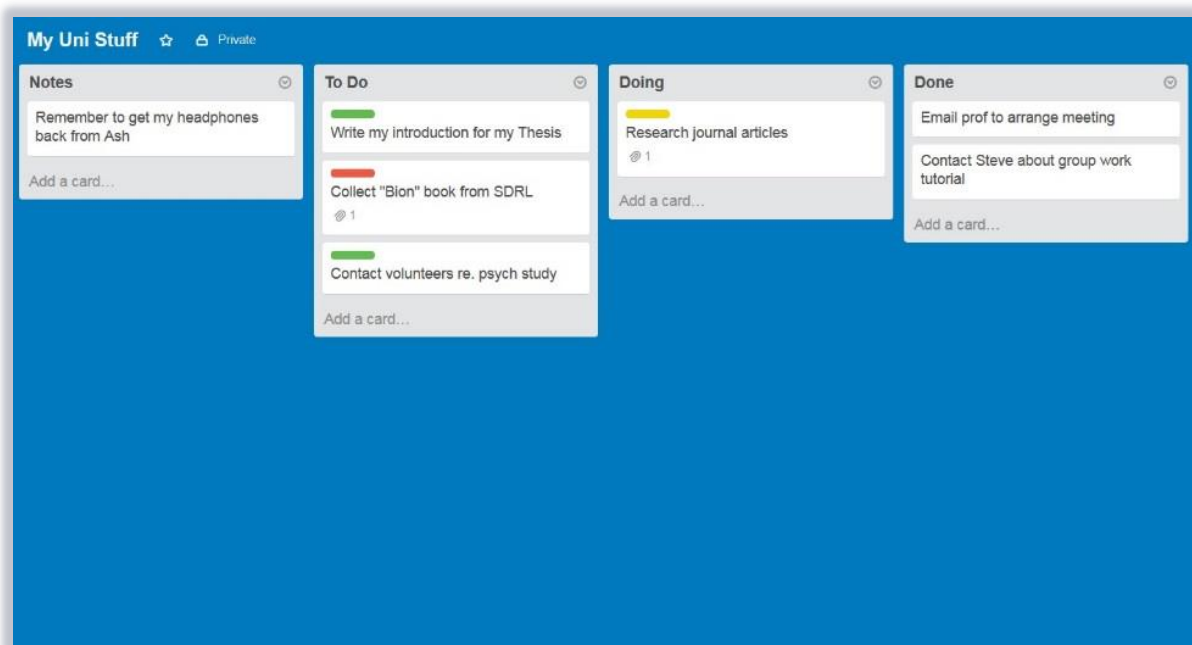 My Uni Stuff Private
Notes
Remember to get my headphones
back from Ash
Add a card...
To Do
Write my introduction for my Thesis
Collect "Bion" book from SDRL
1
Contact volunteers re. psych study
Add a card...
Doing
Research journal articles
1
Add a card...
Done
Email prof to arrange meeting
Contact Steve about group work
tutorial
Add a card...